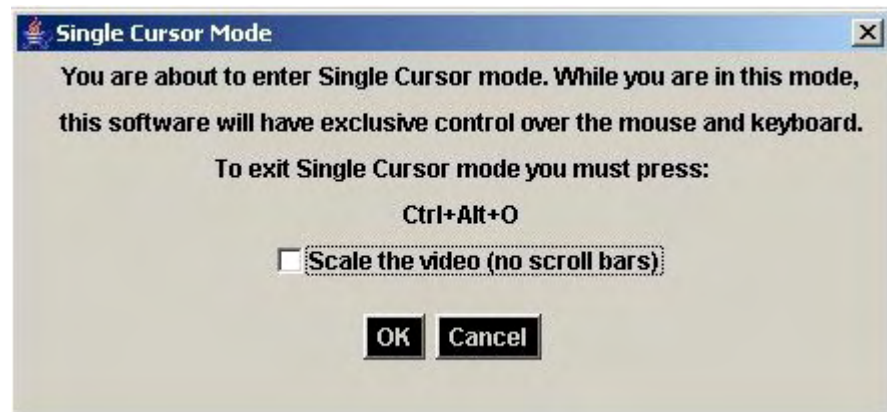 Single Cursor Mode
You are about to enter Single Cursor mode. While you are in this mode,
this software will have exclusive control over the mouse and keyboard.
To exit Single Cursor mode you must press:
Ctrl+Alt+O
Scale the video (no scroll bars)
OK Cancel